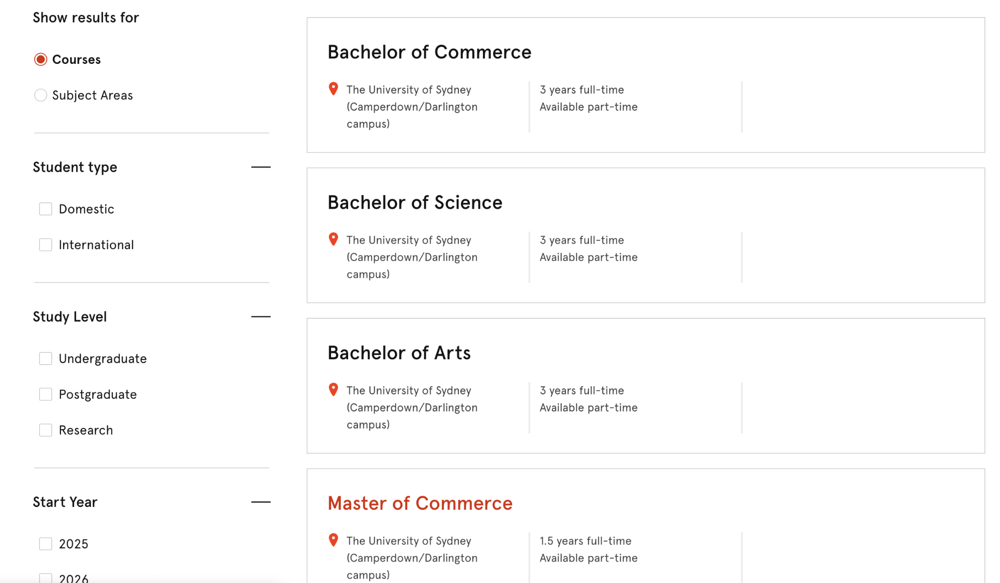 Show results for
Courses
Subject Areas
Student type
Domestic
International
Study Level
Undergraduate
Postgraduate
Research
Start Year
2025
2026
Bachelor of Commerce
The University of Sydney
(Camperdown/Darlington
campus)
3 years full-time
Available part-time
Bachelor of Science
The University of Sydney
(Camperdown/Darlington
campus)
3 years full-time
Available part-time
Bachelor of Arts
The University of Sydney
(Camperdown/Darlington
campus)
3 years full-time
Available part-time
Master of Commerce
The University of Sydney
(Camperdown/Darlington
campus)
1.5 years full-time
Available part-time